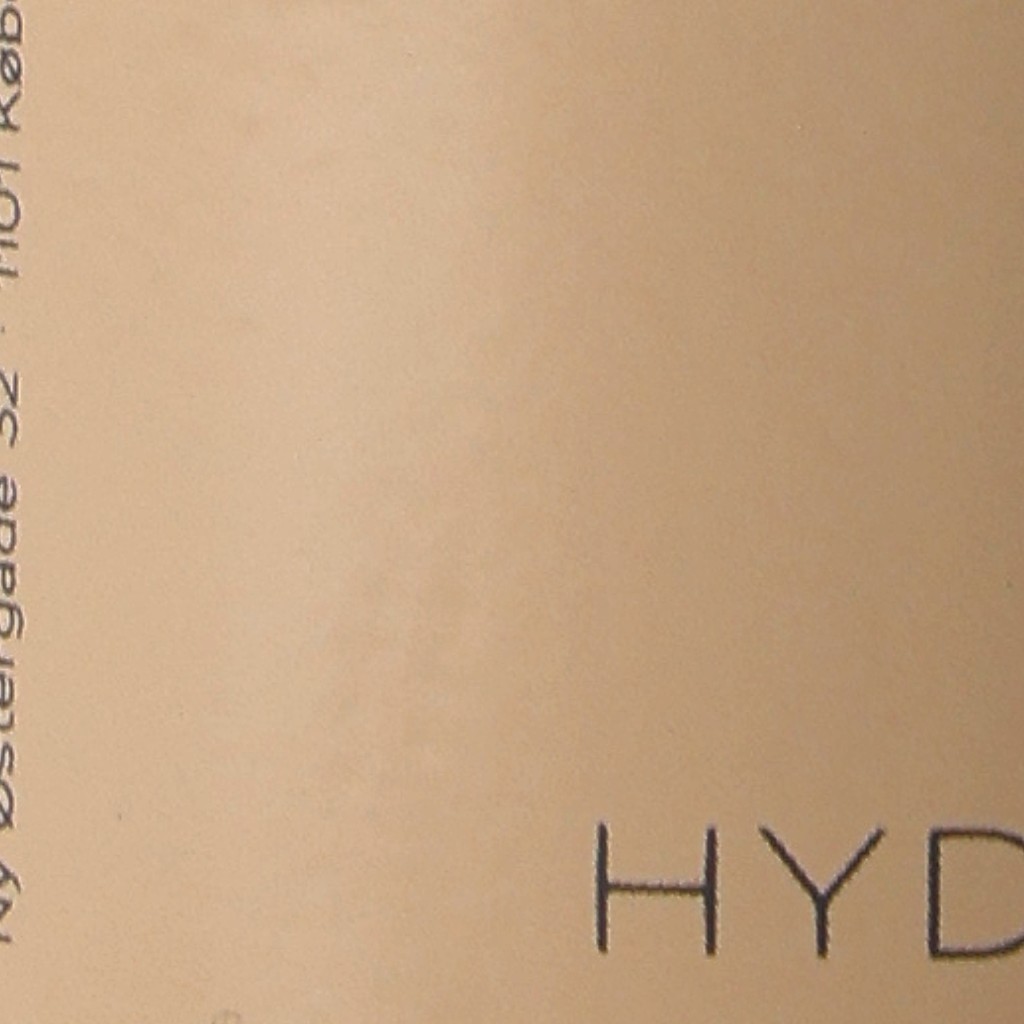 Ny Østergade 32 · 1101 Køb
HYD